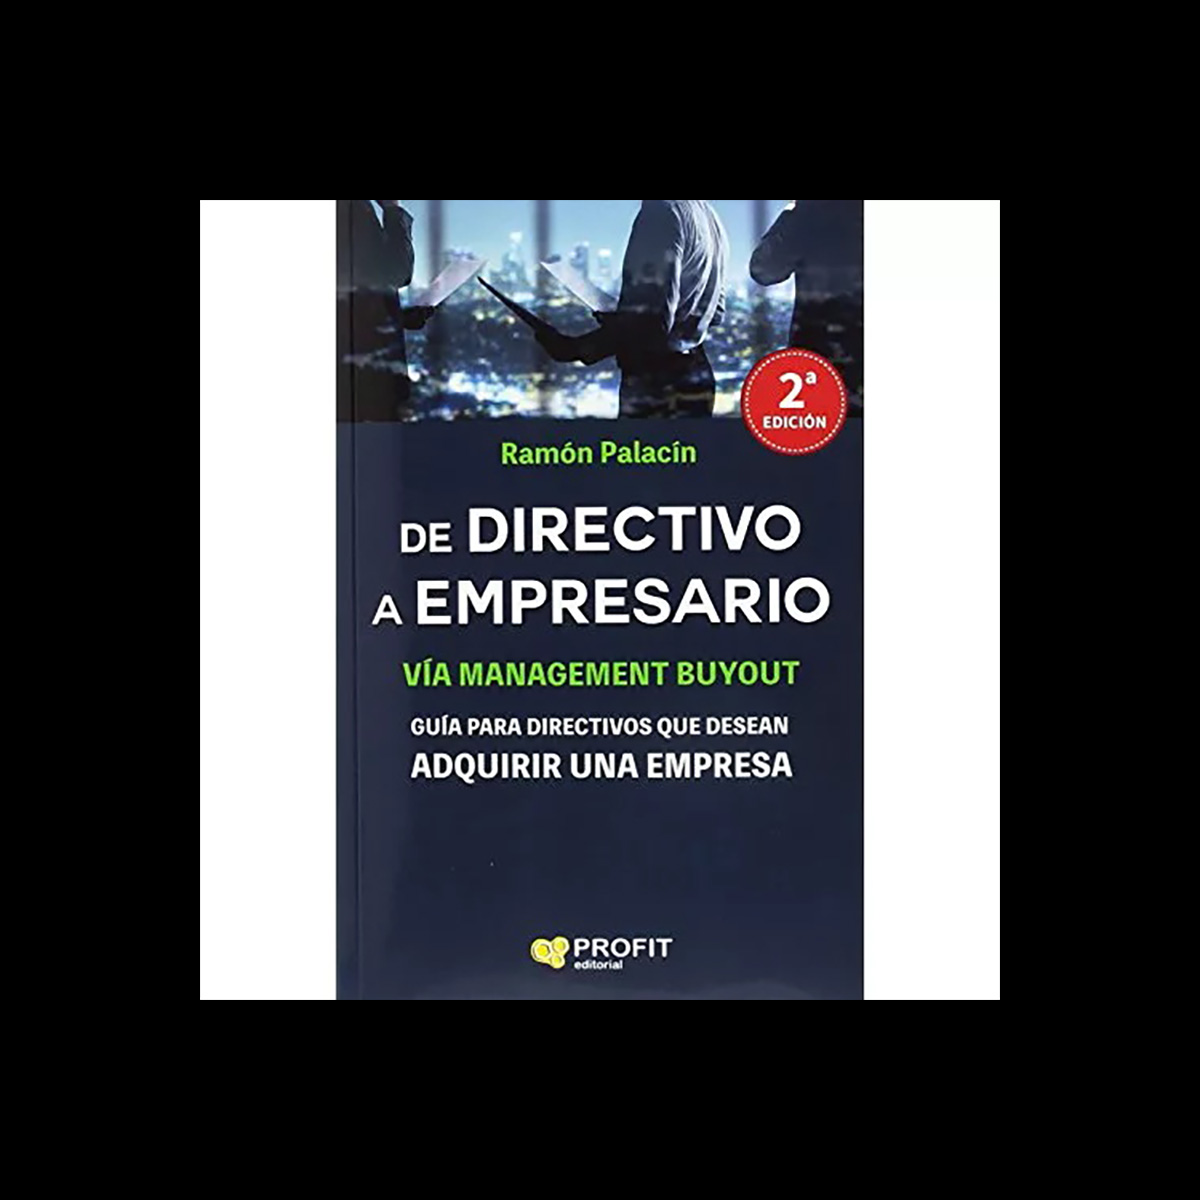 2ª
EDICIÓN
Ramón Palacín
DE DIRECTIVO
A EMPRESARIO
VÍA MANAGEMENT BUYOUT
GUÍA PARA DIRECTIVOS QUE DESEAN
ADQUIRIR UNA EMPRESA
PROFIT
editorial